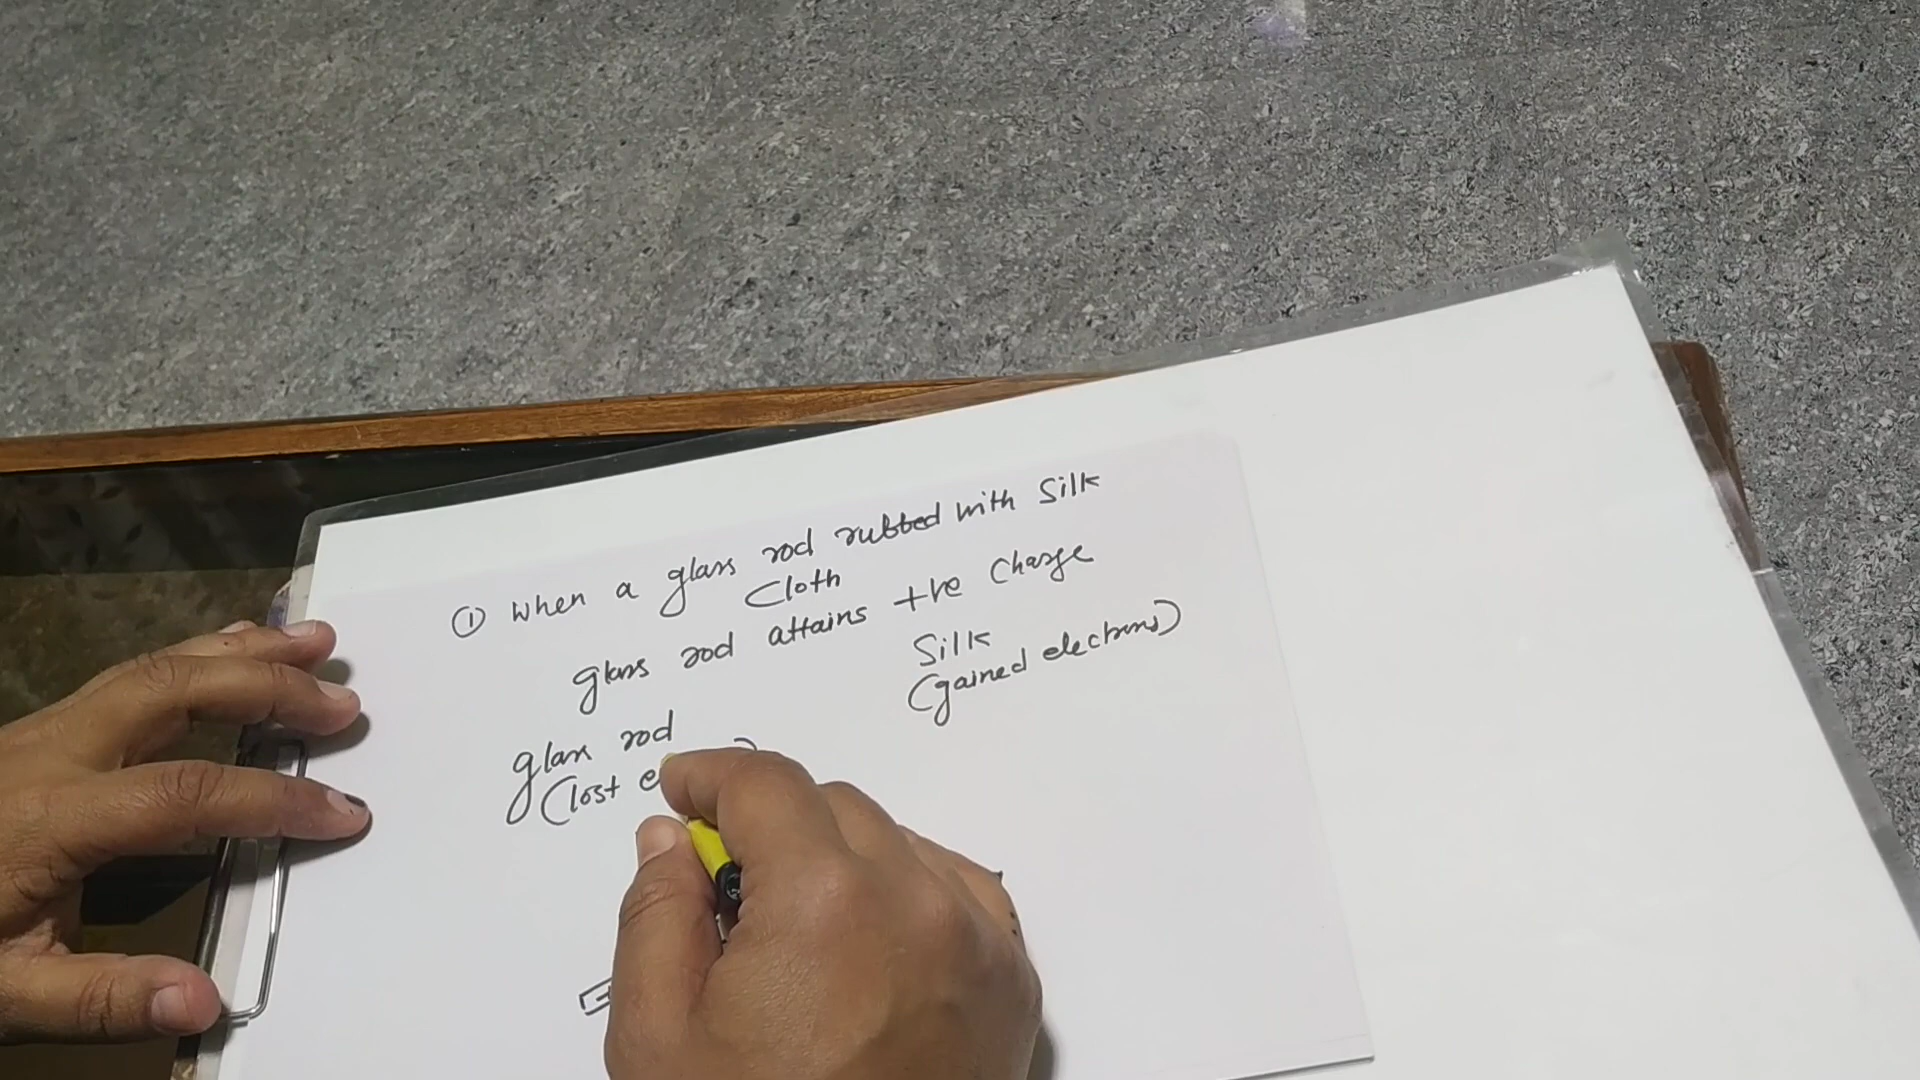 ① When a glass rod rubbed with Silk
Cloth
glass rod attains +ve Charge
Silk
(gained electrons)
glass rod
(lost